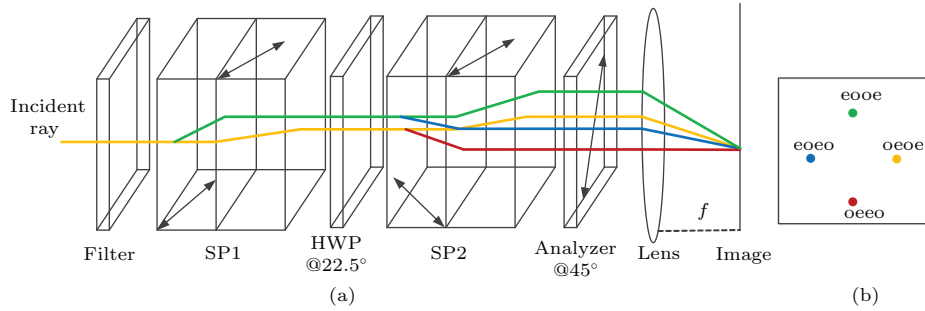 Incident
ray
Filter
SP1
HWP
@22.5°
SP2
Analyzer
@45°
Lens
f
Image
(a)
eooe
eoeo
oeoe
oeeo
(b)